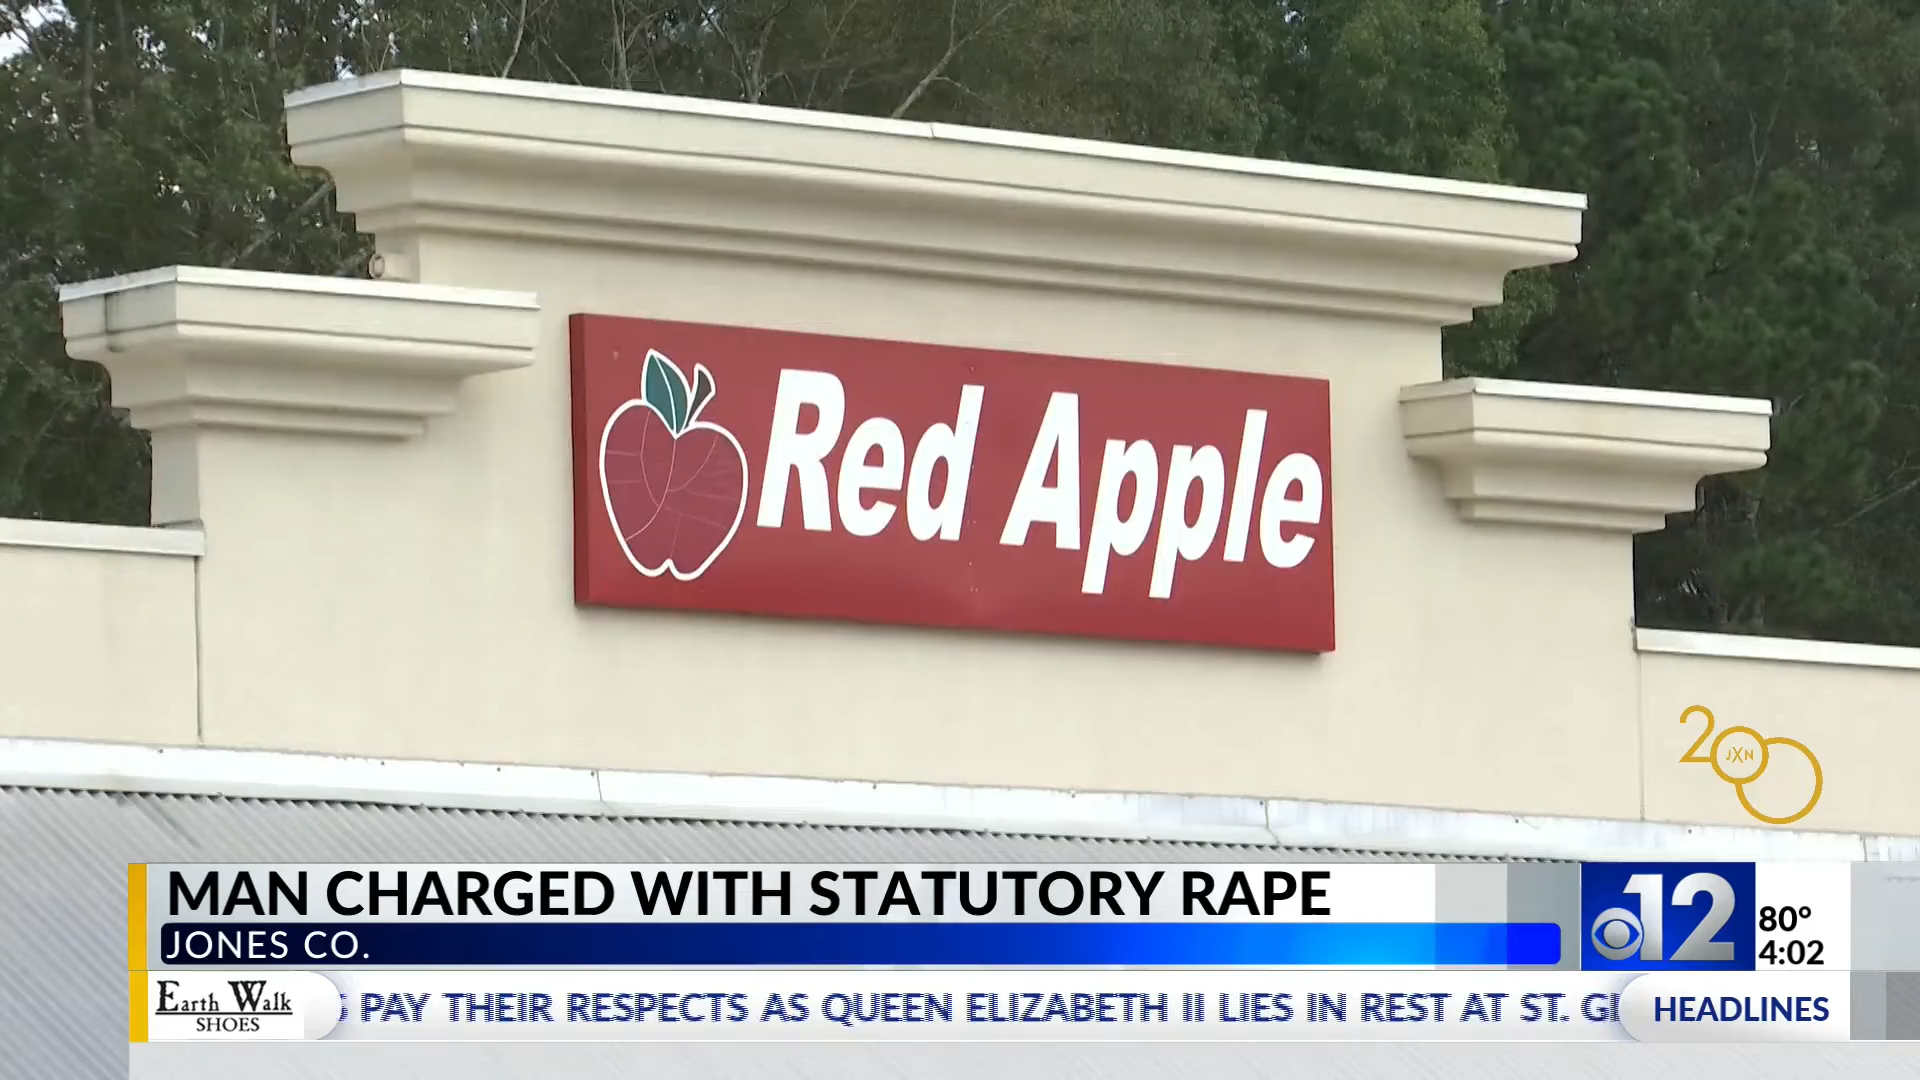 Red Apple
200
JXN
MAN CHARGED WITH STATUTORY RAPE
JONES CO.
12
80°
4:02
Earth Walk
SHOES
PAY THEIR RESPECTS AS QUEEN ELIZABETH II LIES IN REST AT ST.
HEADLINES